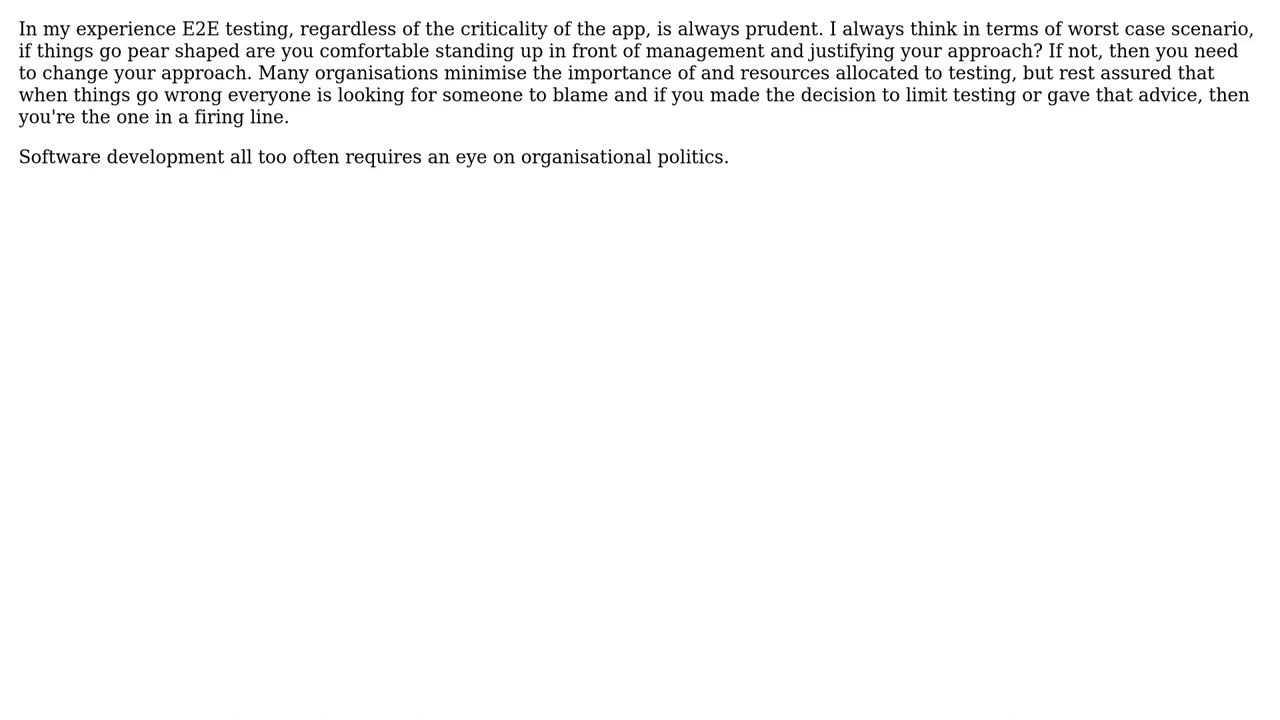 In my experience E2E testing, regardless of the criticality of the app, is always prudent. I always think in terms of worst case scenario,
if things go pear shaped are you comfortable standing up in front of management and justifying your approach? If not, then you need
to change your approach. Many organisations minimise the importance of and resources allocated to testing, but rest assured that
when things go wrong everyone is looking for someone to blame and if you made the decision to limit testing or gave that advice, then
you're the one in a firing line.
Software development all too often requires an eye on organisational politics.